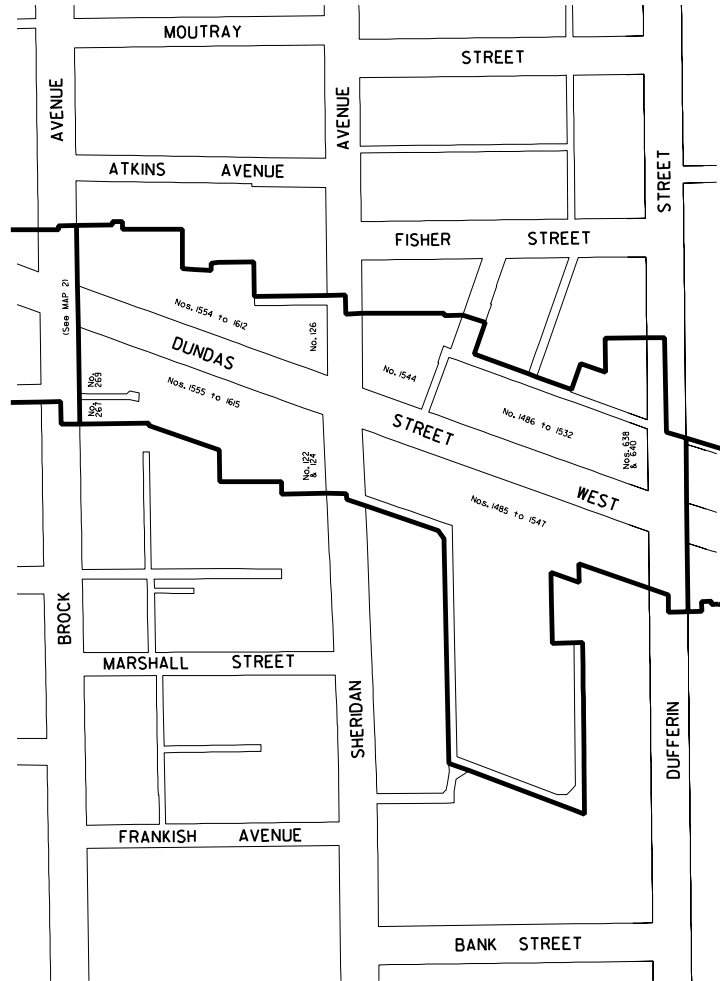 MOUTRAY
STREET
AVENUE
AVENUE
STREET
ATKINS AVENUE
FISHER STREET
(See MAP 2)
Nos. 1554 to 1612
No. 126
DUNDAS
No. 269
Nos. 1555 to 1615
No. 1544
No. 267
No. 1486 to 1532
STREET
Nos. 638 & 640
Nos. 122 & 124
WEST
Nos. 1485 to 1547
BROCK
MARSHALL STREET
SHERIDAN
DUFFERIN
FRANKISH AVENUE
BANK STREET